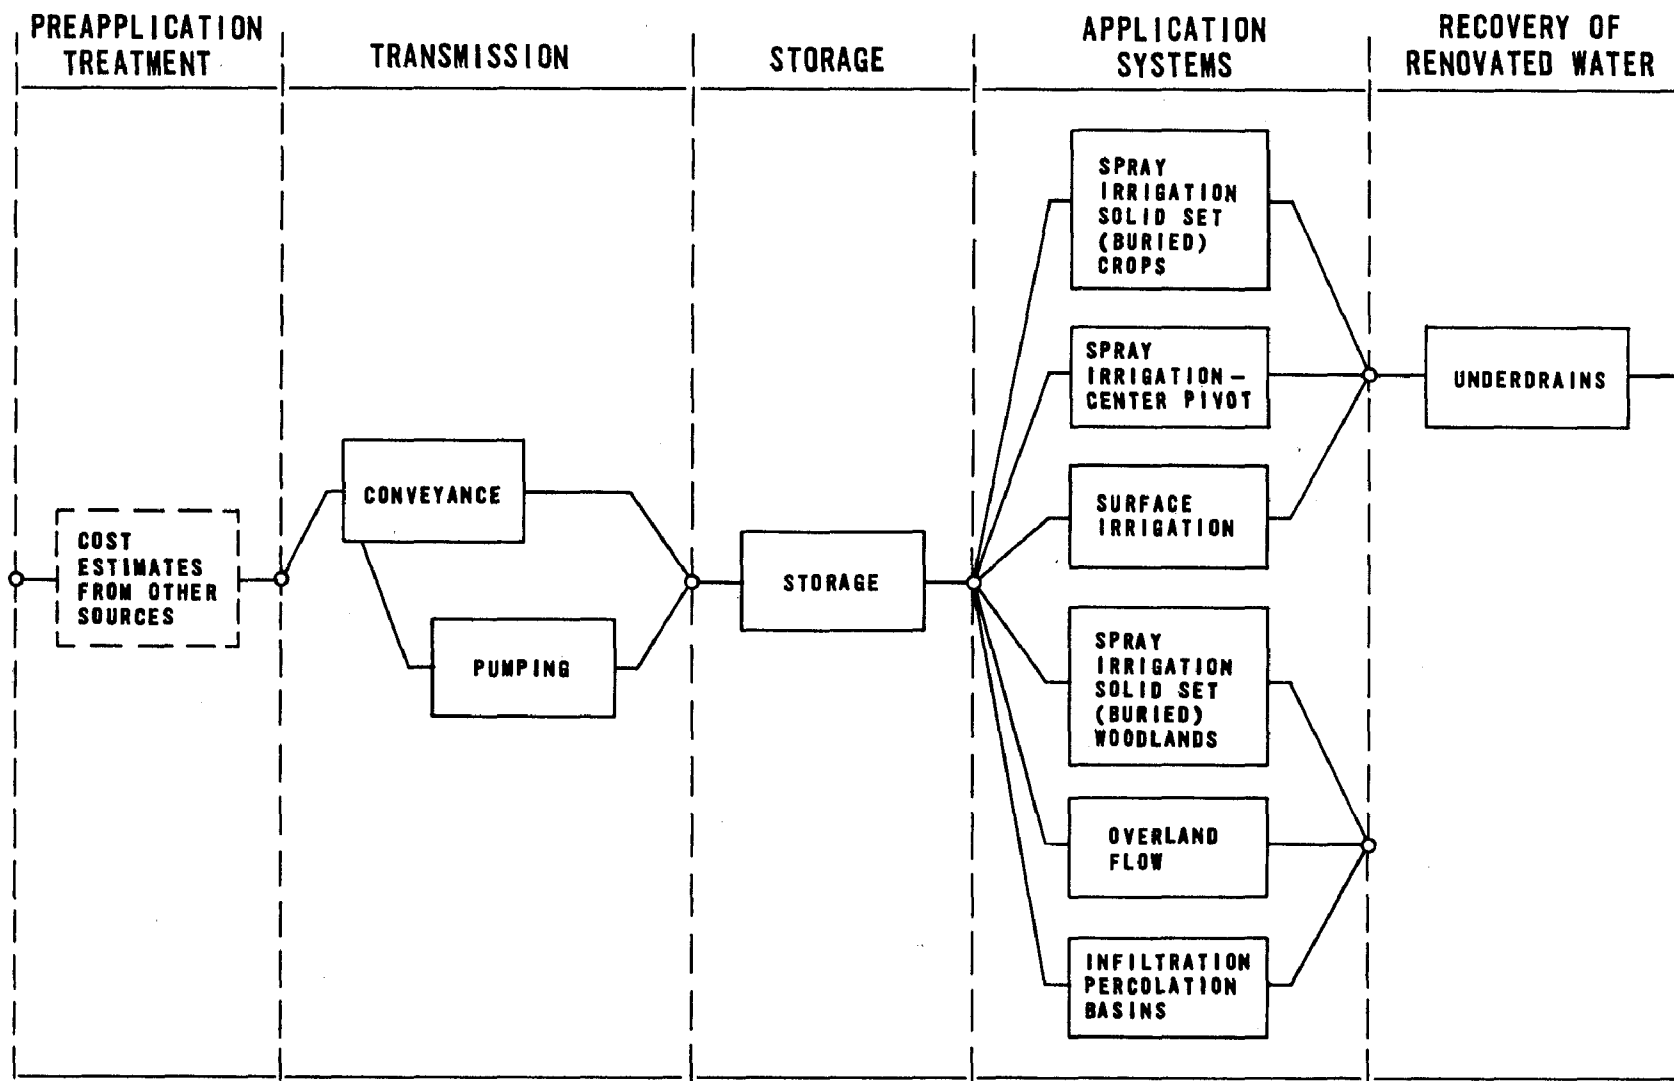 PREAPPLICATION
TREATMENT
TRANSMISSION
STORAGE
APPLICATION
SYSTEMS
RECOVERY OF
RENOVATED WATER
COST
ESTIMATES
FROM OTHER
SOURCES
CONVEYANCE
PUMPING
STORAGE
SPRAY
IRRIGATION
SOLID SET
(BURIED)
CROPS
SPRAY
IRRIGATION–
CENTER PIVOT
SURFACE
IRRIGATION
SPRAY
IRRIGATION
SOLID SET
(BURIED)
WOODLANDS
OVERLAND
FLOW
INFILTRATION
PERCOLATION
BASINS
UNDERDRAINS